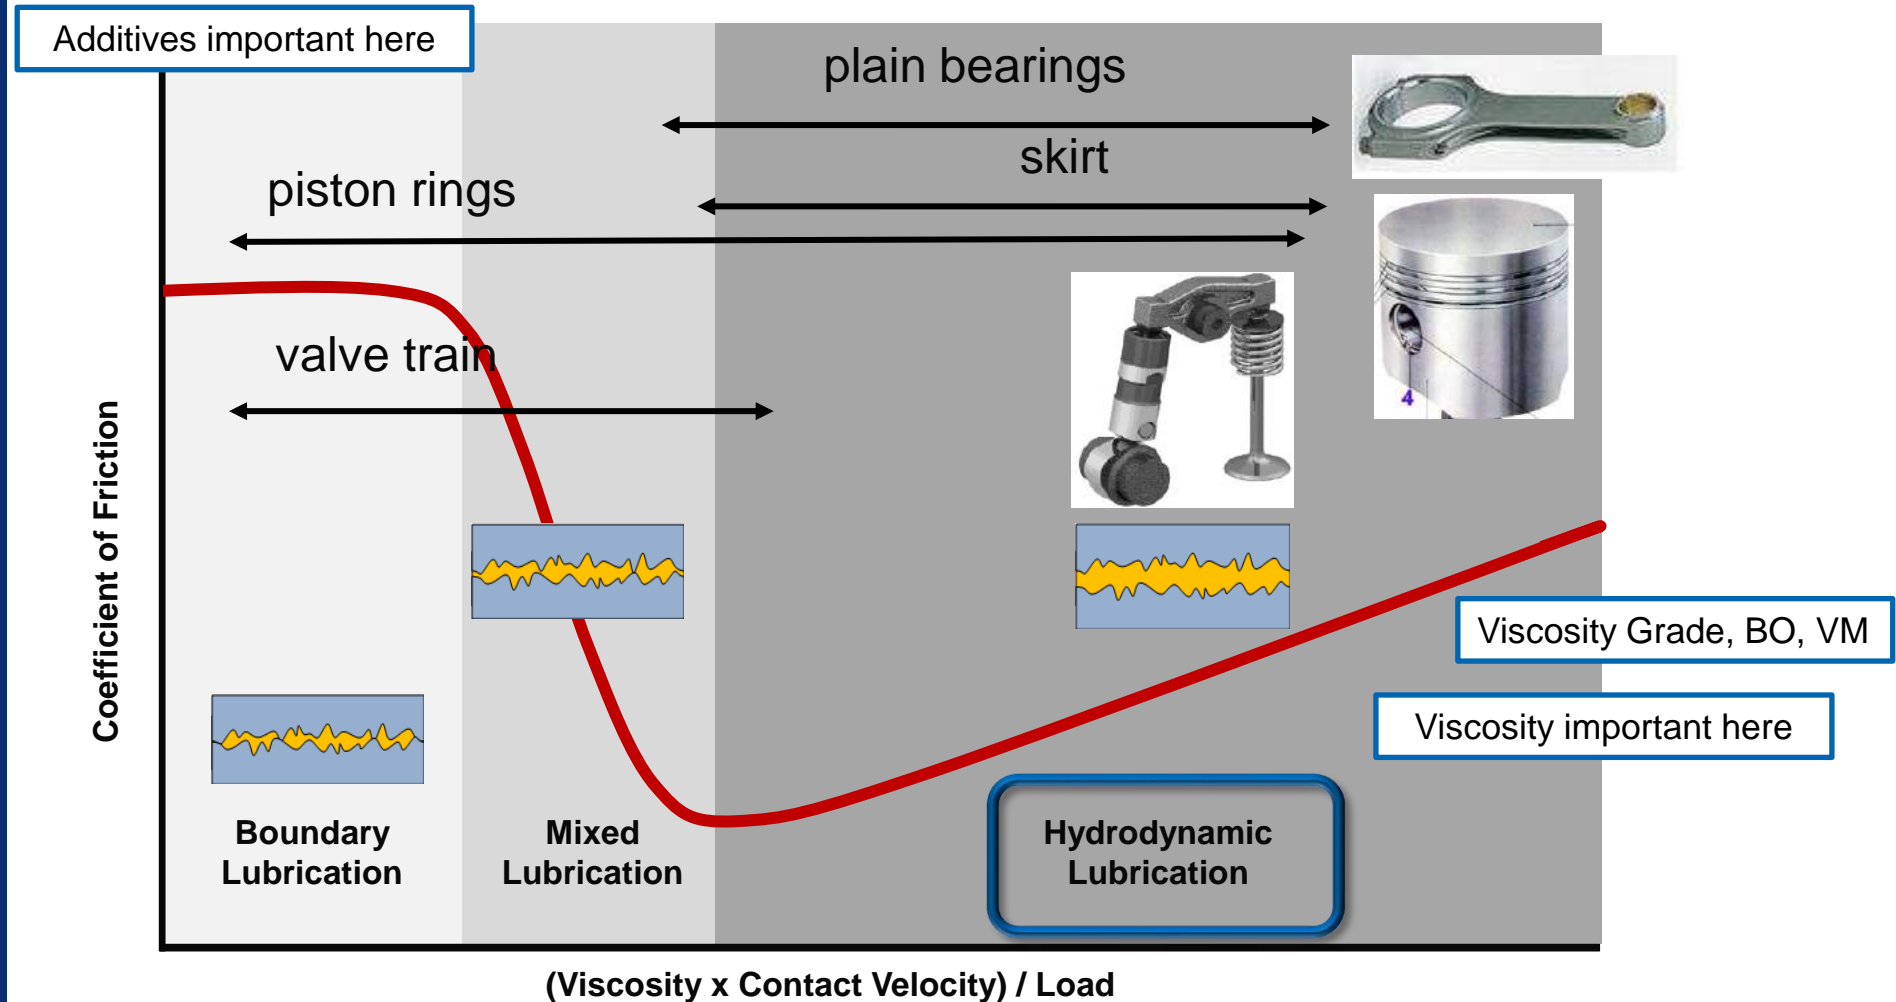 Additives important here
plain bearings
skirt
piston rings
valve train
4
Coefficient of Friction
Viscosity Grade, BO, VM
Viscosity important here
Boundary
Lubrication
Mixed
Lubrication
Hydrodynamic
Lubrication
(Viscosity x Contact Velocity) / Load